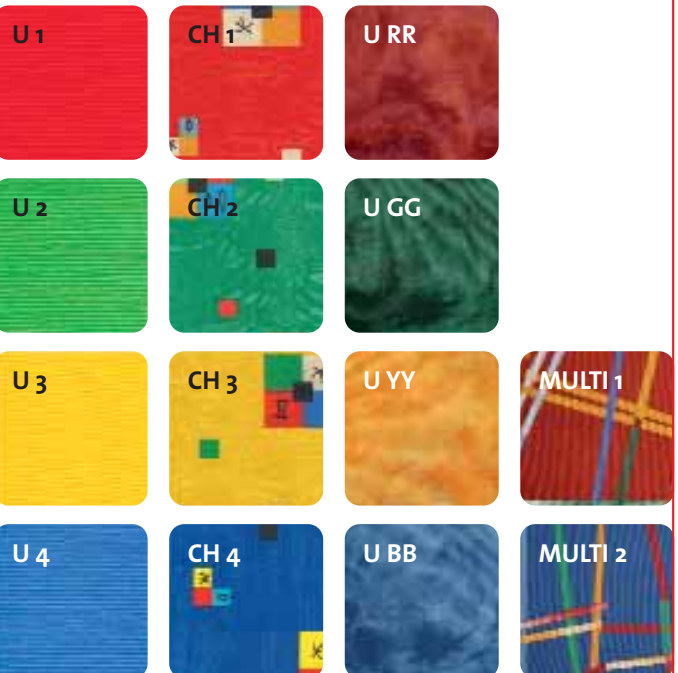 U 1
CH 1
U RR
U 2
CH 2
U GG
U 3
CH 3
U YY
MULTI 1
U 4
CH 4
U BB
MULTI 2